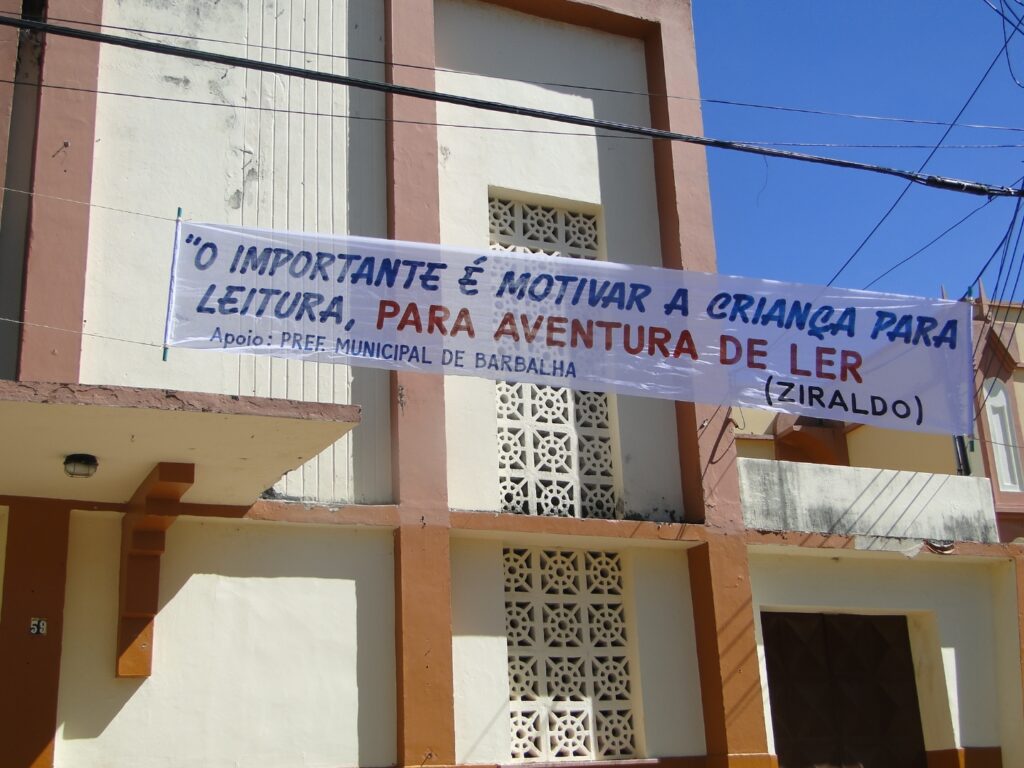 "O IMPORTANTE É MOTIVAR A CRIANÇA PARA
LEITURA, PARA AVENTURA DE LER
Apoio: PREF MUNICIPAL DE BARBALHA
(ZIRALDO)
59